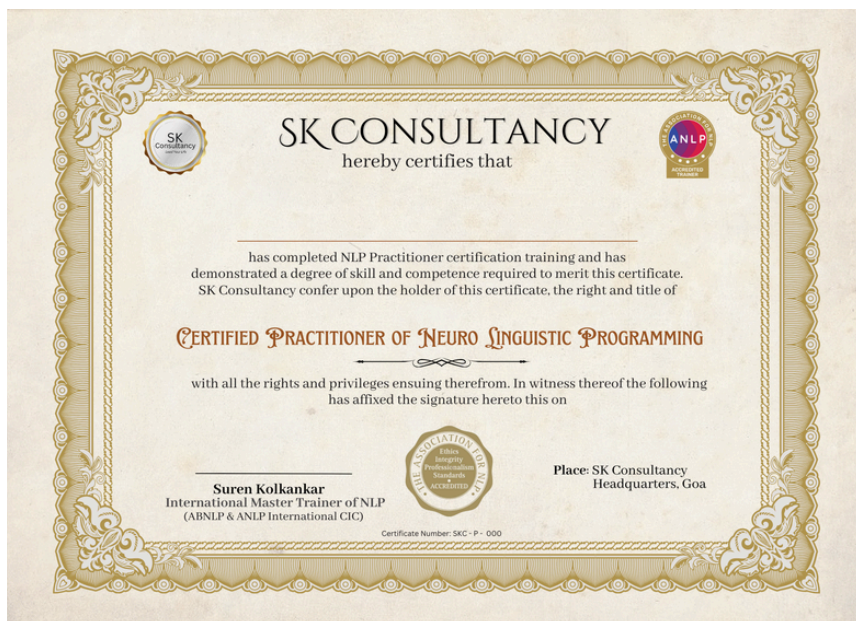 SK
Consultancy
SK CONSULTANCY
hereby certifies that
THE ASSOCIATION FOR NLP
ANLP
ACCREDITED
TRAINER
has completed NLP Practitioner certification training and has
demonstrated a degree of skill and competence required to merit this certificate.
SK Consultancy confer upon the holder of this certificate, the right and title of
CERTIFIED PRACTITIONER OF NEURO LINGUISTIC PROGRAMMING
with all the rights and privileges ensuing therefrom. In witness thereof the following
has affixed the signature hereto this on
THE ASSOCIATION FOR NLP
Ethics
Integrity
Professionalism
Standards
ACCREDITED
Suren Kolkankar
International Master Trainer of NLP
(ABNLP & ANLP International CIC)
Place: SK Consultancy
Headquarters, Goa
Certificate Number: SKC - P - 000